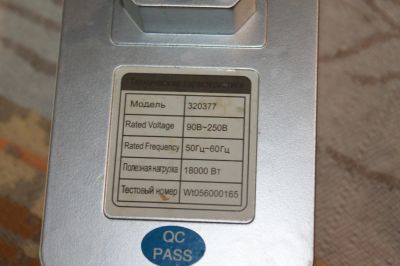 Технические характеристики
Модель 320377
Rated Voltage 90В~250В
Rated Frequency 50Гц~60Гц
Полезная нагрузка 18000 Вт
Тестовый номер Wt056000165
QC
PASS